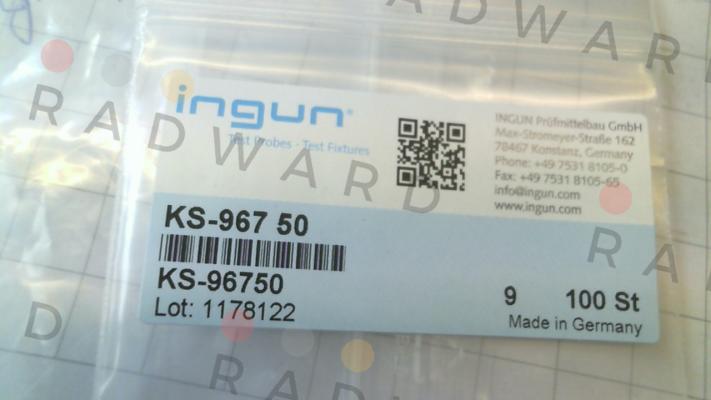 ingun®
Test Probes - Test Fixtures
INGUN Prüfmittelbau GmbH
Max-Stromeyer-Straße 162
78467 Konstanz, Germany
Phone: +49 7531 8105-0
Fax: +49 7531 8105-65
info@ingun.com
www.ingun.com
KS-967 50
KS-96750
Lot: 1178122
9 100 St
Made in Germany
RADWARD
RADWARD